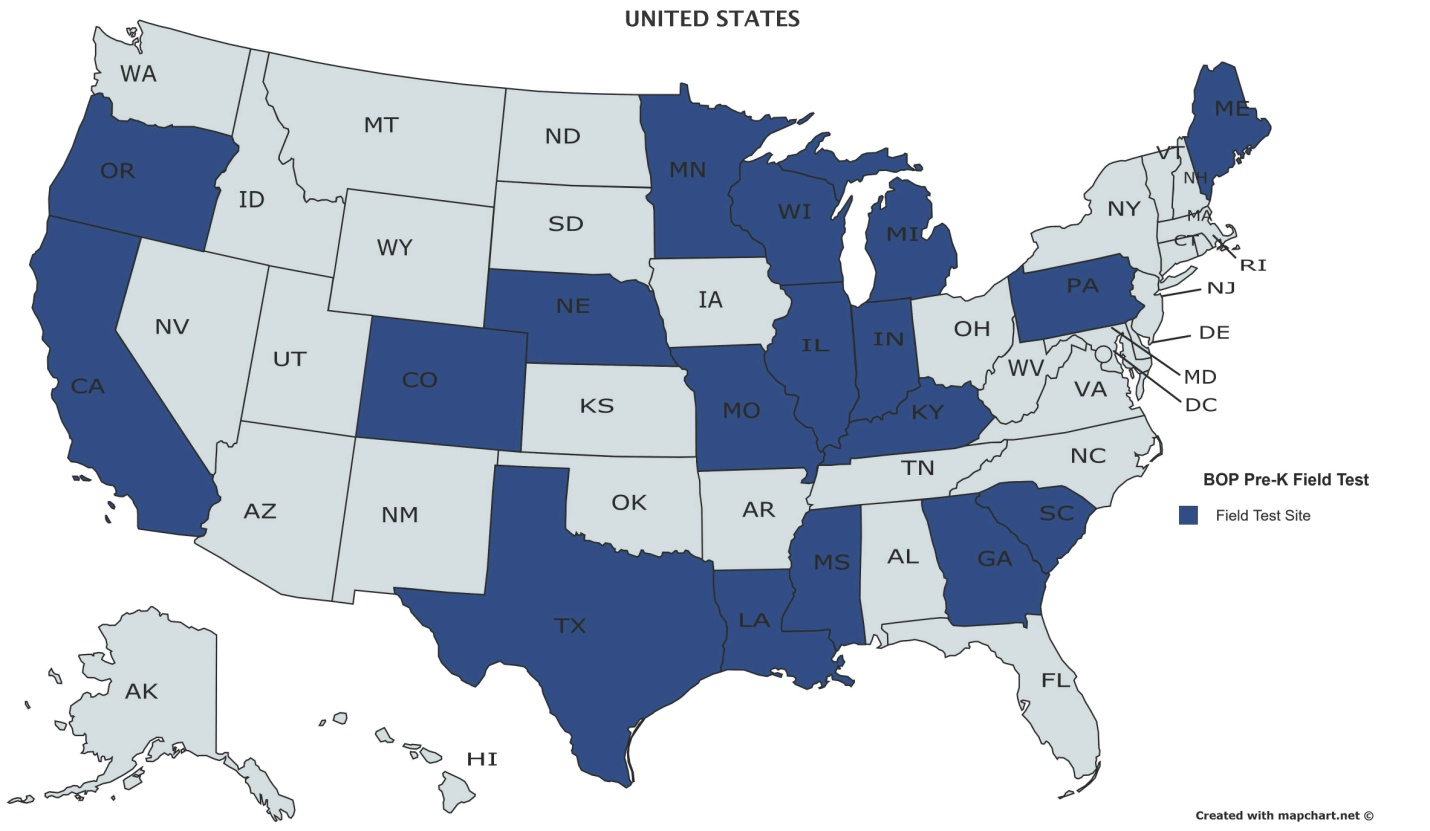 UNITED STATES
WA
MT
ND
MN
ME
OR
ID
SD
WI
MI
VT
NH
NY
MA
CT
RI
WY
NE
IA
PA
NJ
NV
UT
CO
IL
IN
OH
DE
CA
KS
MO
KY
WV
VA
MD
DC
AZ
NM
OK
AR
TN
NC
SC
MS
AL
GA
TX
LA
FL
AK
HI
BOP Pre-K Field Test
Field Test Site
Created with mapchart.net ©